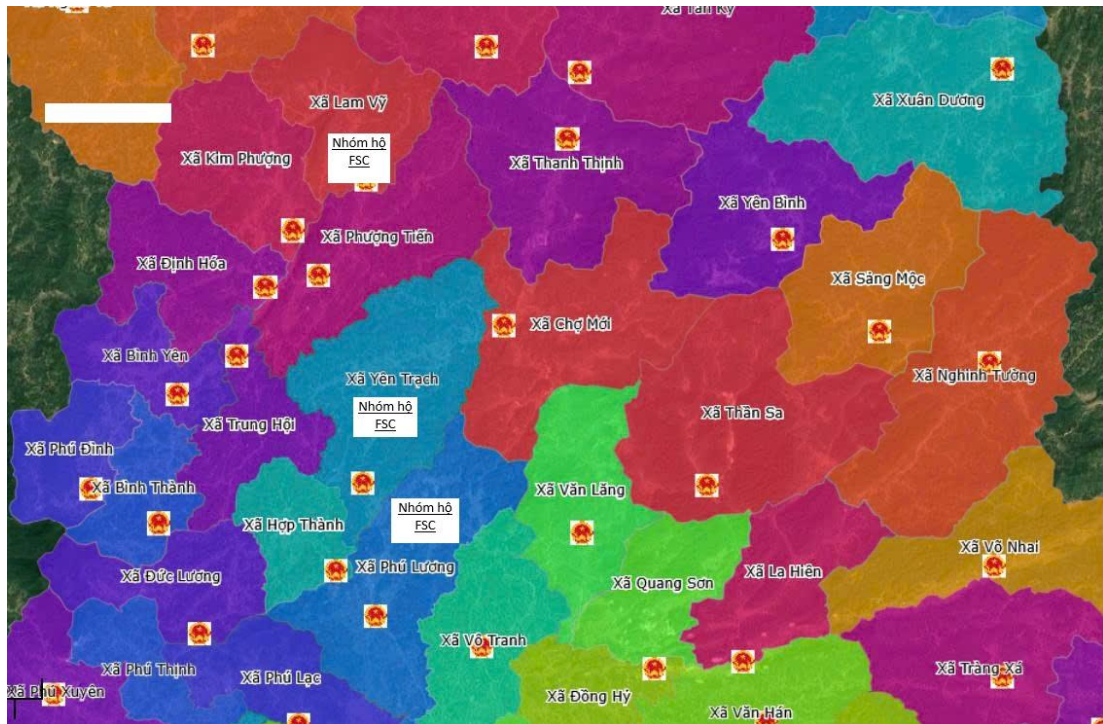 Xã Tân Kỳ
Xã Lam Vỹ
Xã Xuân Dương
Nhóm hộ
FSC
Xã Kim Phượng
Xã Thanh Thịnh
Xã Yên Bình
Xã Phượng Tiến
Xã Định Hóa
Xã Sảng Mộc
Xã Chợ Mới
Xã Bình Yên
Xã Yên Trạch
Xã Nghinh Tường
Nhóm hộ
FSC
Xã Thần Sa
Xã Trung Hội
Xã Phú Đình
Xã Bình Thành
Xã Văn Lăng
Nhóm hộ
FSC
Xã Hợp Thành
Xã Võ Nhai
Xã Phú Lương
Xã La Hiên
Xã Đức Lương
Xã Quang Sơn
Xã Vô Tranh
Xã Phú Thịnh
Xã Tràng Xá
Xã Phú Lạc
Xã Phú Xuyên
Xã Đồng Hỷ
Xã Văn Hán